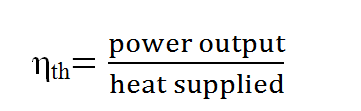 ηth= power output
heat supplied